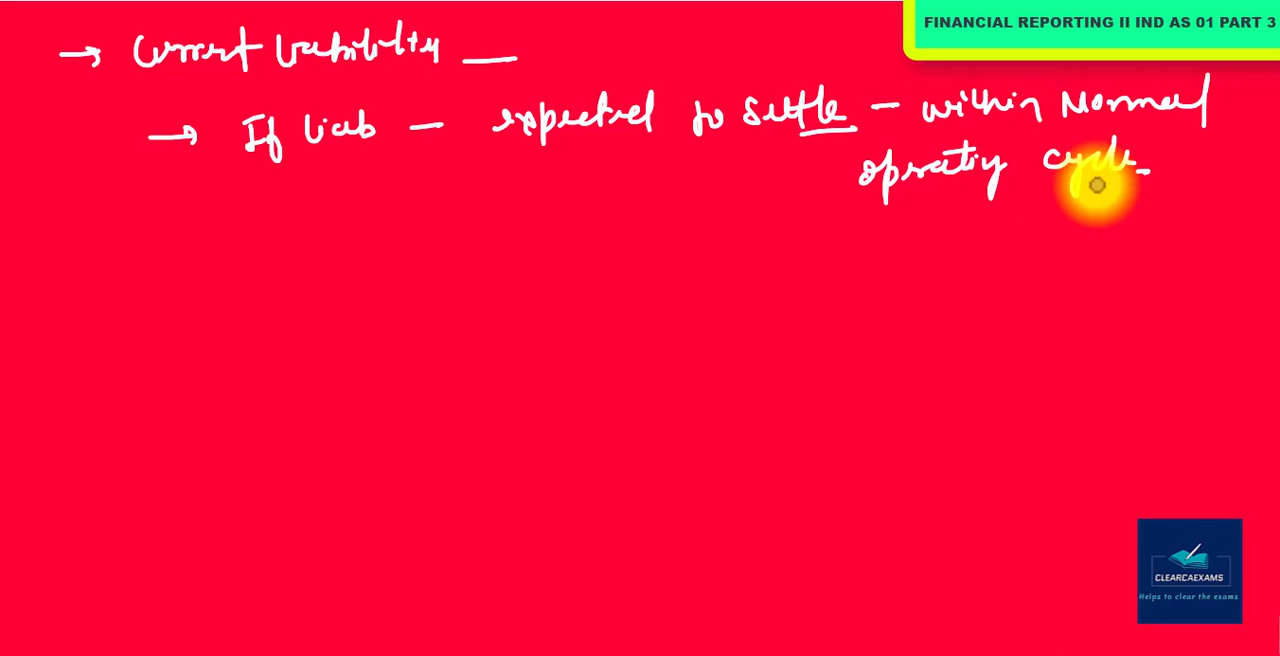 FINANCIAL REPORTING II IND AS 01 PART 3
→ Current liability —
→ If liab — expected to settle — within Normal
operating cycle
CLEARCAEXAMS
Helps to clear the exams